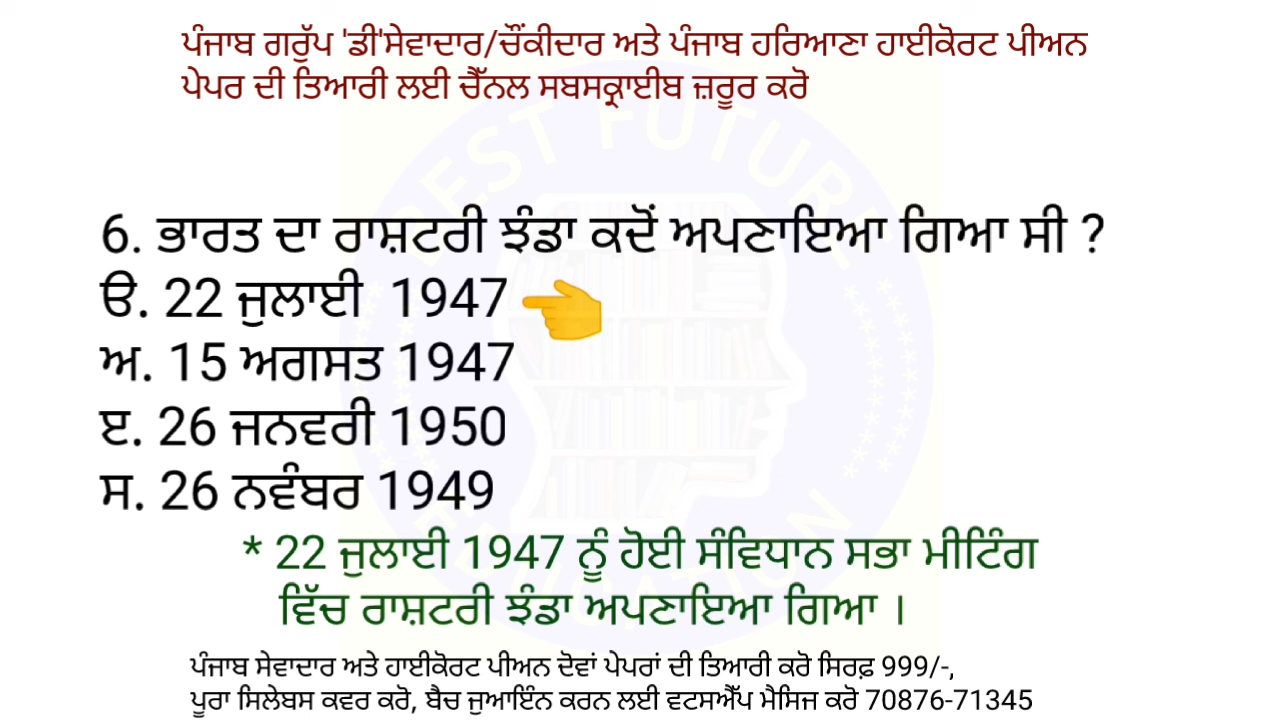 ਪੰਜਾਬ ਗਰੁੱਪ 'ਡੀ'ਸੇਵਾਦਾਰ/ਚੌਂਕੀਦਾਰ ਅਤੇ ਪੰਜਾਬ ਹਰਿਆਣਾ ਹਾਈਕੋਰਟ ਪੀਅਨ
ਪੇਪਰ ਦੀ ਤਿਆਰੀ ਲਈ ਚੈੱਨਲ ਸਬਸਕ੍ਰਾਈਬ ਜ਼ਰੂਰ ਕਰੋ
BEST FUTURE
6. ਭਾਰਤ ਦਾ ਰਾਸ਼ਟਰੀ ਝੰਡਾ ਕਦੋਂ ਅਪਣਾਇਆ ਗਿਆ ਸੀ ?
ੳ. 22 ਜੁਲਾਈ 1947
ਅ. 15 ਅਗਸਤ 1947
ੲ. 26 ਜਨਵਰੀ 1950
ਸ. 26 ਨਵੰਬਰ 1949
* 22 ਜੁਲਾਈ 1947 ਨੂੰ ਹੋਈ ਸੰਵਿਧਾਨ ਸਭਾ ਮੀਟਿੰਗ
ਵਿੱਚ ਰਾਸ਼ਟਰੀ ਝੰਡਾ ਅਪਣਾਇਆ ਗਿਆ ।
EDUCATION
ਪੰਜਾਬ ਸੇਵਾਦਾਰ ਅਤੇ ਹਾਈਕੋਰਟ ਪੀਅਨ ਦੋਵਾਂ ਪੇਪਰਾਂ ਦੀ ਤਿਆਰੀ ਕਰੋ ਸਿਰਫ਼ 999/-,
ਪੂਰਾ ਸਿਲੇਬਸ ਕਵਰ ਕਰੋ, ਬੈਚ ਜੁਆਇੰਨ ਕਰਨ ਲਈ ਵਟਸਐੱਪ ਮੈਸਿਜ ਕਰੋ 70876-71345